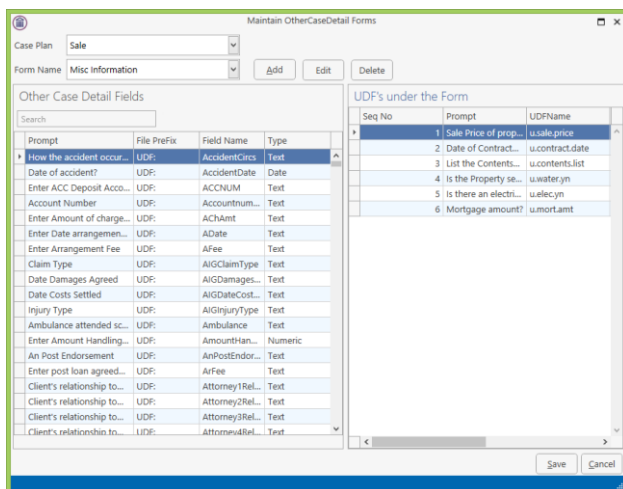 Maintain OtherCaseDetail Forms
Case Plan Sale
Form Name Misc Information Add Edit Delete
Other Case Detail Fields
Search
Prompt File PreFix Field Name Type
How the accident occur... UDF: AccidentCircs Text
Date of accident? UDF: AccidentDate Date
Enter ACC Deposit Acco... UDF: ACCNUM Text
Account Number UDF: Accountnum... Text
Enter Amount of charge... UDF: AChAmt Text
Enter Date arrangemen... UDF: ADate Text
Enter Arrangement Fee UDF: AFee Text
Claim Type UDF: AIGClaimType Text
Date Damages Agreed UDF: AIGDamages... Text
Date Costs Settled UDF: AIGDateCost... Text
Injury Type UDF: AIGInjuryType Text
Ambulance attended sc... UDF: Ambulance Text
Enter Amount Handling... UDF: AmountHan... Numeric
An Post Endorsement UDF: AnPostEndor... Text
Enter post loan agreed... UDF: ArFee Text
Client's relationship to... UDF: Attorney1Rel... Text
Client's relationship to... UDF: Attorney2Rel... Text
Client's relationship to... UDF: Attorney3Rel... Text
Client's relationship to... UDF: Attorney4Rel... Text
UDF's under the Form
Seq No Prompt UDFName
1 Sale Price of prop... u.sale.price
2 Date of Contract... u.contract.date
3 List the Contents... u.contents.list
4 Is the Property se... u.water.yn
5 Is there an electri... u.elec.yn
6 Mortgage amount? u.mort.amt
Save Cancel